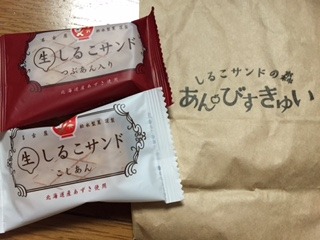 生 しるこサンド
つぶあん入り
北海道産あずき使用
生 しるこサンド
こしあん
北海道産あずき使用
しるこサンドの森
あんびすきゅい